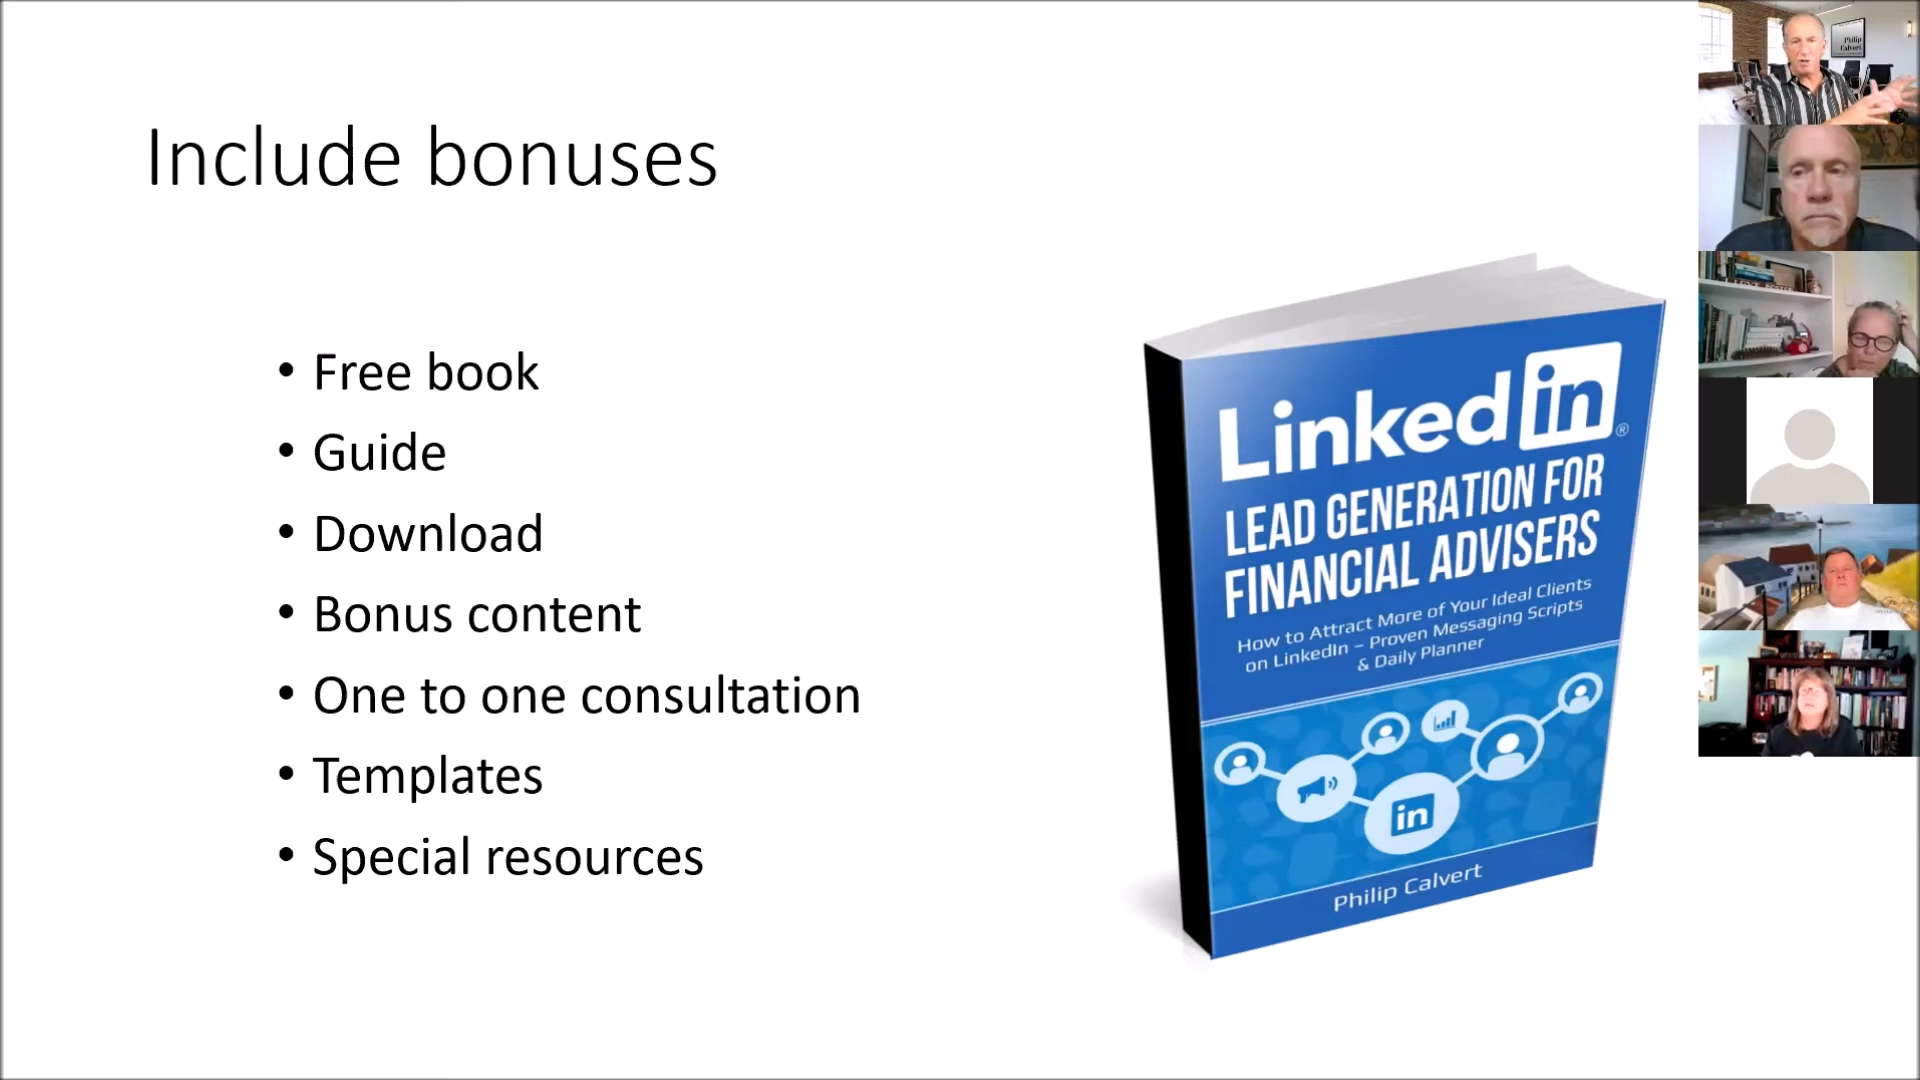 Include bonuses
• Free book
• Guide
• Download
• Bonus content
• One to one consultation
• Templates
• Special resources
Linked in®
LEAD GENERATION FOR
FINANCIAL ADVISERS
How to Attract More of Your Ideal Clients
on LinkedIn – Proven Messaging Scripts
& Daily Planner
in
Philip Calvert
Philip
Calvert